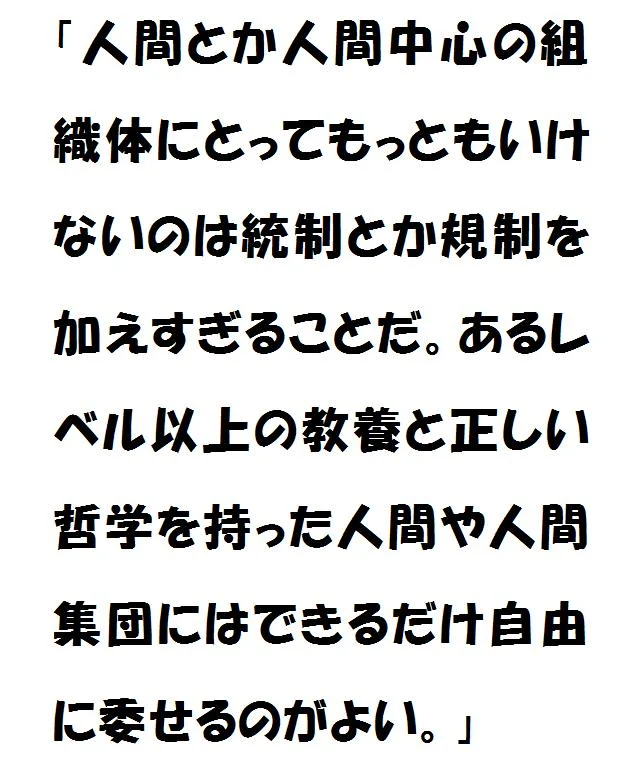 「人間とか人間中心の組
織体にとってもっともいけ
ないのは統制とか規制を
加えすぎることだ。あるレ
ベル以上の教養と正しい
哲学を持った人間や人間
集団にはできるだけ自由
に委せるのがよい。」